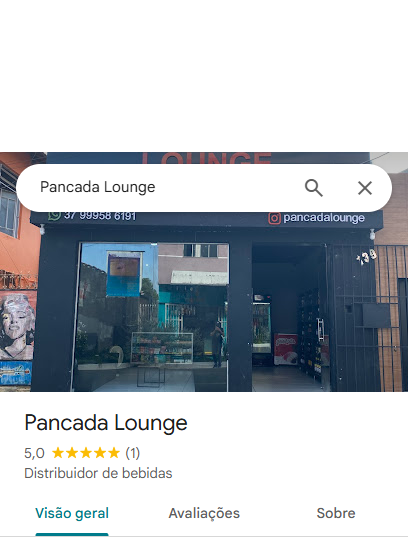 LOUNGE
Pancada Lounge
37 99958 6191
pancadalounge
139
Pancada Lounge
5,0 (1)
Distribuidor de bebidas
Visão geral
Avaliações
Sobre